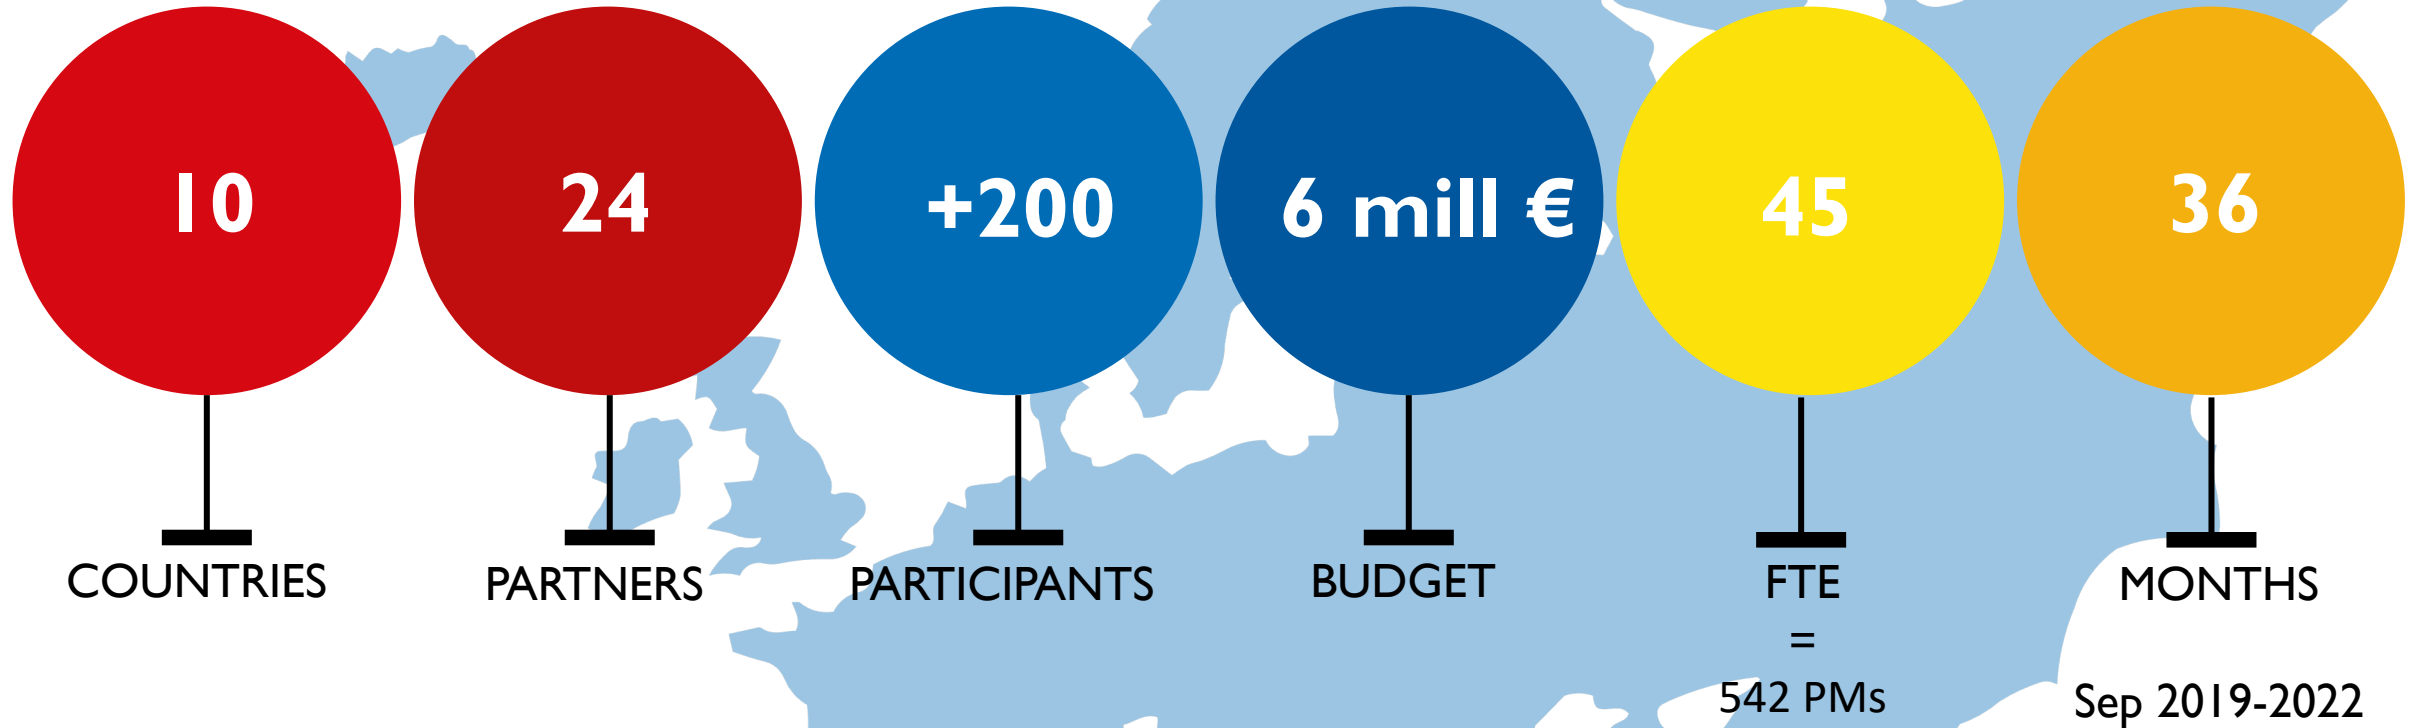 10
COUNTRIES
24
PARTNERS
+200
PARTICIPANTS
6 mill €
BUDGET
45
FTE
=
542 PMs
36
MONTHS
Sep 2019-2022